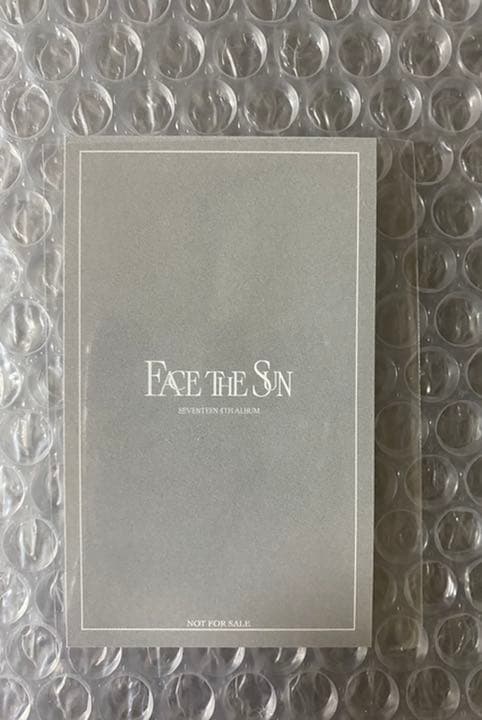 FACE THE SUN
SEVENTEEN 4TH ALBUM
NOT FOR SALE